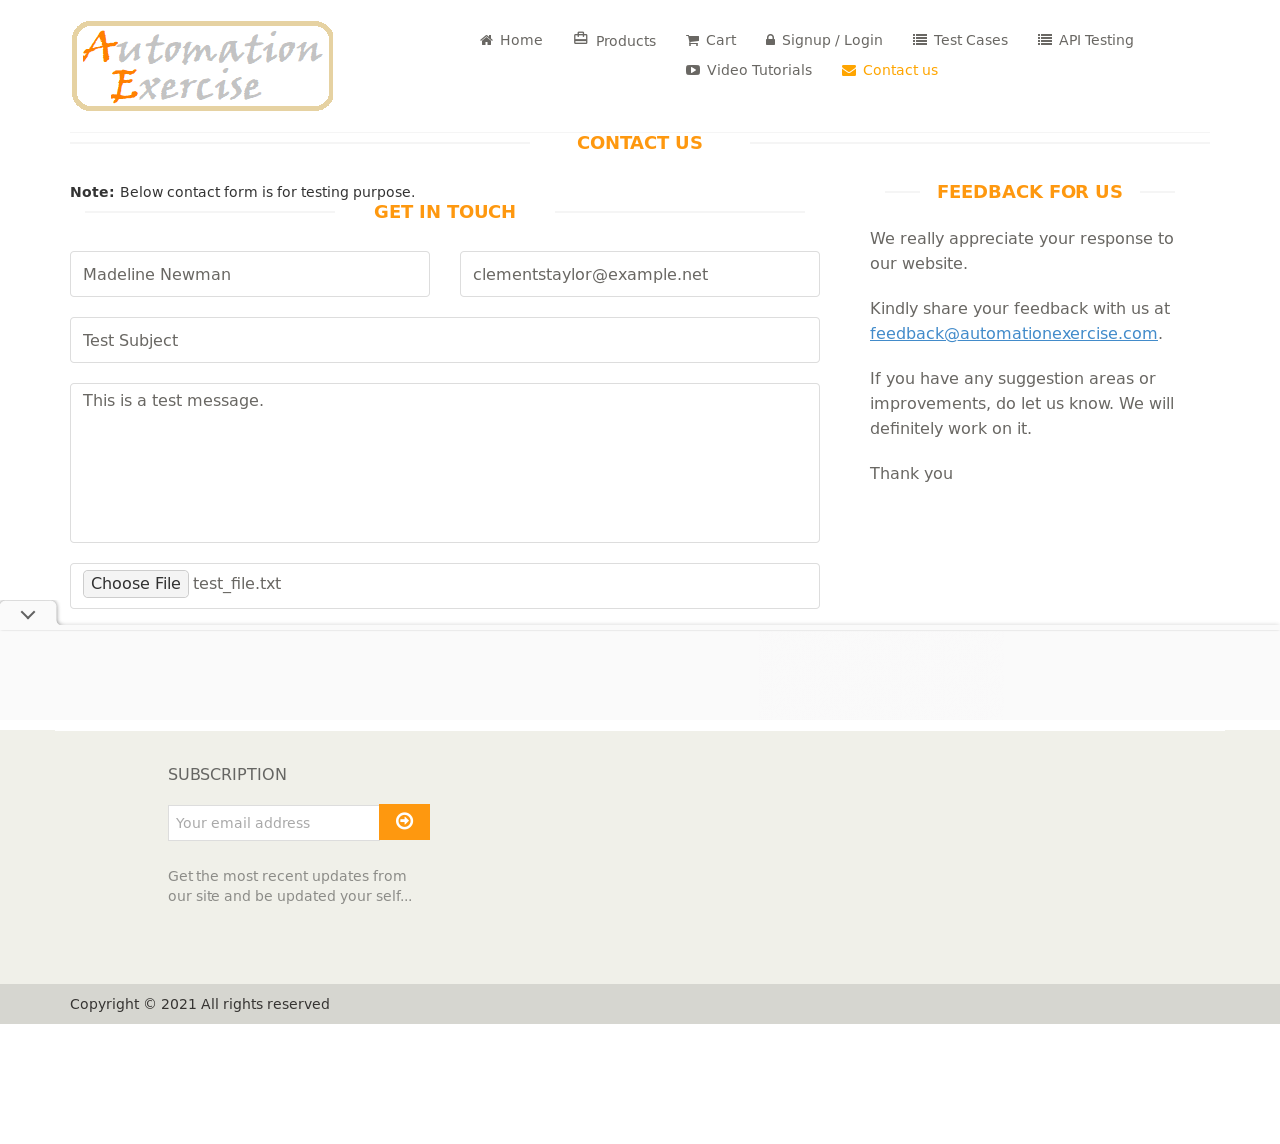 Automation
Exercise
Home
Products
Cart
Signup / Login
Test Cases
API Testing
Video Tutorials
Contact us
CONTACT US
Note: Below contact form is for testing purpose.
GET IN TOUCH
Madeline Newman
clementstaylor@example.net
Test Subject
This is a test message.
Choose File test_file.txt
FEEDBACK FOR US
We really appreciate your response to
our website.
Kindly share your feedback with us at
feedback@automationexercise.com.
If you have any suggestion areas or
improvements, do let us know. We will
definitely work on it.
Thank you
SUBSCRIPTION
Your email address
Get the most recent updates from
our site and be updated your self...
Copyright © 2021 All rights reserved